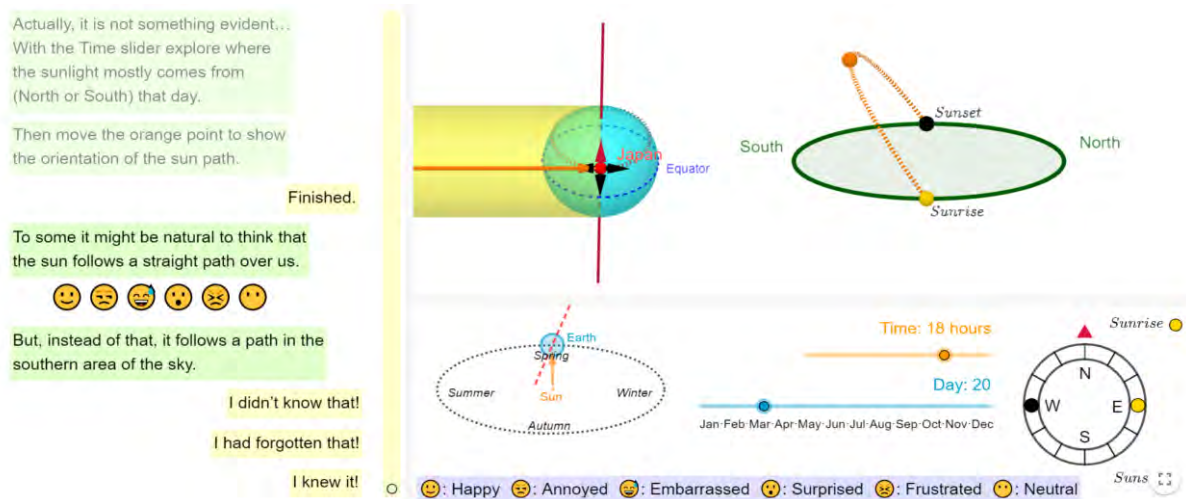 Actually, it is not something evident...
With the Time slider explore where
the sunlight mostly comes from
(North or South) that day.
Then move the orange point to show
the orientation of the sun path.
Finished.
To some it might be natural to think that
the sun follows a straight path over us.
But, instead of that, it follows a path in the
southern area of the sky.
I didn't know that!
I had forgotten that!
I knew it!
Japan
Equator
Sunset
South
North
Sunrise
Earth
Spring
Summer
Winter
Sun
Autumn
Time: 18 hours
Day: 20
Jan·Feb·Mar·Apr·May·Jun·Jul·Aug·Sep·Oct·Nov·Dec
Sunrise
N
W
E
S
Suns
: Happy : Annoyed : Embarrassed : Surprised : Frustrated : Neutral